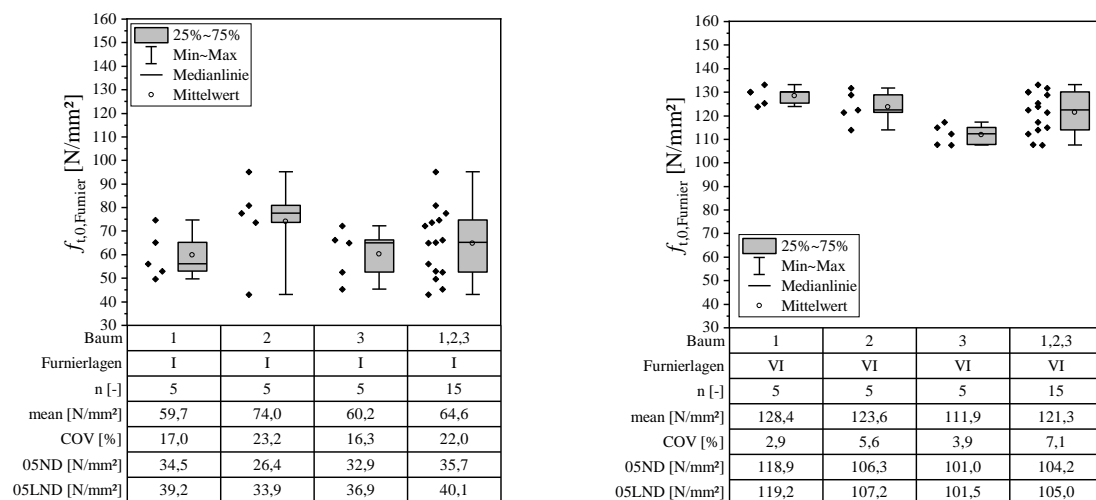 160
150
140
130
120
110
100
90
80
70
60
50
40
30
f t,0,Furnier [N/mm²]
25%~75%
Min~Max
Medianlinie
Mittelwert
Baum 1 2 3 1,2,3
Furnierlagen I I I I
n [-] 5 5 5 15
mean [N/mm²] 59,7 74,0 60,2 64,6
COV [%] 17,0 23,2 16,3 22,0
05ND [N/mm²] 34,5 26,4 32,9 35,7
05LND [N/mm²] 39,2 33,9 36,9 40,1
160
150
140
130
120
110
100
90
80
70
60
50
40
30
f t,0,Furnier [N/mm²]
25%~75%
Min~Max
Medianlinie
Mittelwert
Baum 1 2 3 1,2,3
Furnierlagen VI VI VI VI
n [-] 5 5 5 15
mean [N/mm²] 128,4 123,6 111,9 121,3
COV [%] 2,9 5,6 3,9 7,1
05ND [N/mm²] 118,9 106,3 101,0 104,2
05LND [N/mm²] 119,2 107,2 101,5 105,0